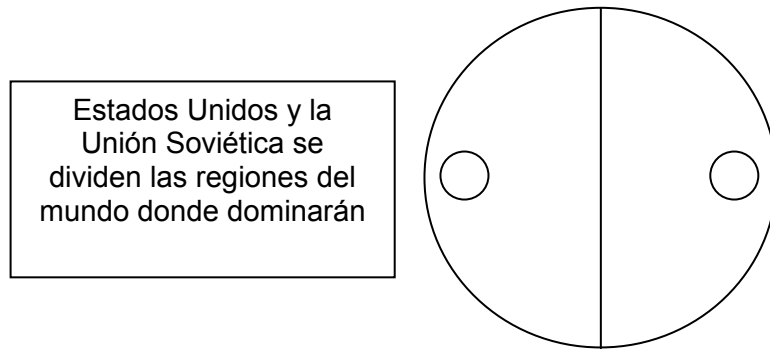 Estados Unidos y la
Unión Soviética se
dividen las regiones del
mundo donde dominarán